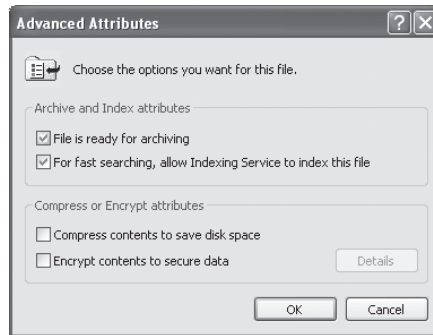 Advanced Attributes
Choose the options you want for this file.
Archive and Index attributes
File is ready for archiving
For fast searching, allow Indexing Service to index this file
Compress or Encrypt attributes
Compress contents to save disk space
Encrypt contents to secure data
Details
OK
Cancel